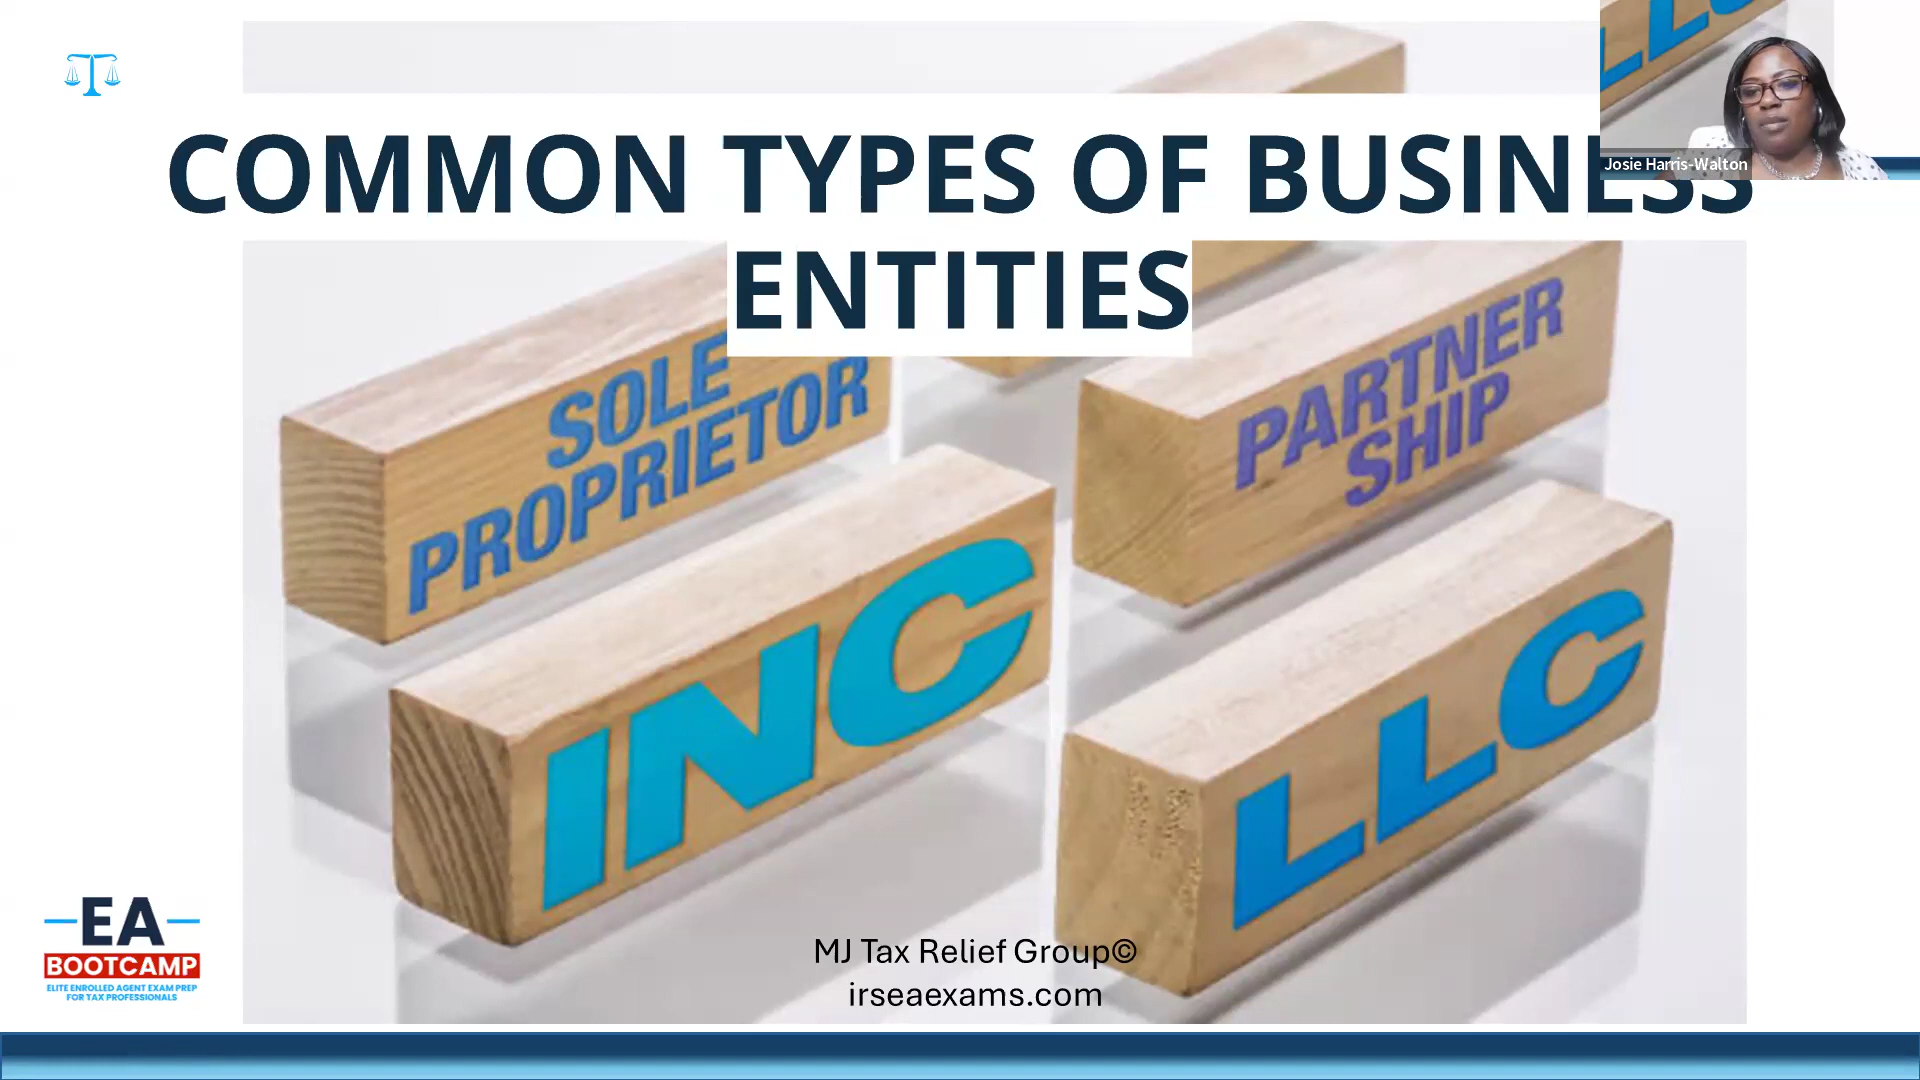 LLC
Josie Harris-Walton
COMMON TYPES OF BUSINESS
ENTITIES
SOLE
PROPRIETOR
PARTNER
SHIP
INC
LLC
EA
BOOTCAMP
ELITE ENROLLED AGENT EXAM PREP
FOR TAX PROFESSIONALS
MJ Tax Relief Group©
irseaexams.com